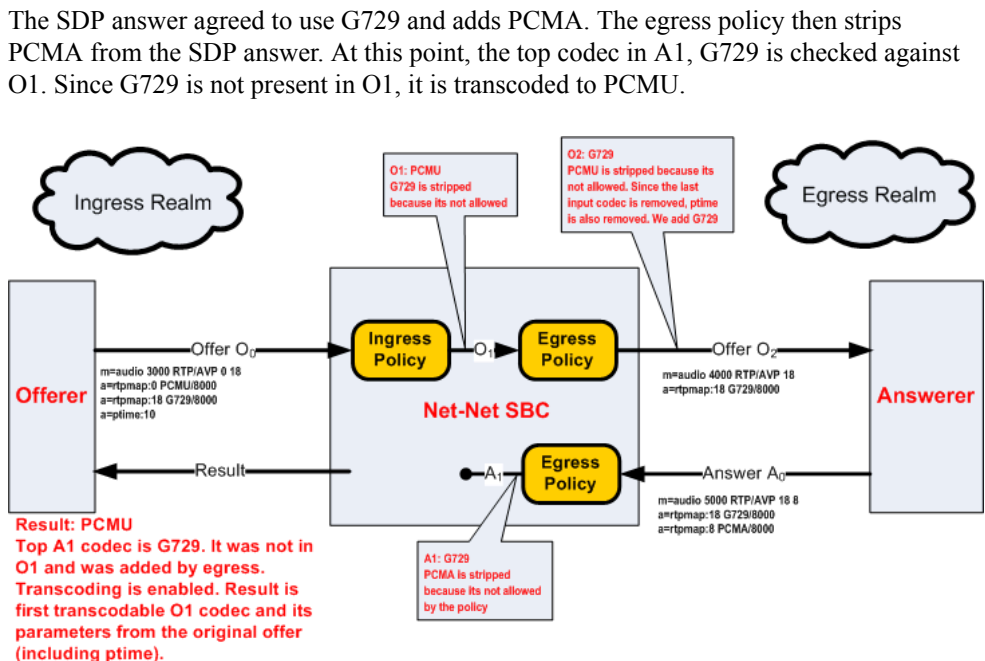 The SDP answer agreed to use G729 and adds PCMA. The egress policy then strips
PCMA from the SDP answer. At this point, the top codec in A1, G729 is checked against
O1. Since G729 is not present in O1, it is transcoded to PCMU.
Ingress Realm
O1: PCMU
G729 is stripped
because its not allowed
O2: G729
PCMU is stripped because its
not allowed. Since the last
input codec is removed, ptime
is also removed. We add G729
Egress Realm
Offerer
Offer O0
m=audio 3000 RTP/AVP 0 18
a=rtpmap:0 PCMU/8000
a=rtpmap:18 G729/8000
a=ptime:10
Ingress
Policy
O1
Egress
Policy
Net-Net SBC
Offer O2
m=audio 4000 RTP/AVP 18
a=rtpmap:18 G729/8000
Answerer
Result
A1
Egress
Policy
Answer A0
m=audio 5000 RTP/AVP 18 8
a=rtpmap:18 G729/8000
a=rtpmap:8 PCMA/8000
Result: PCMU
Top A1 codec is G729. It was not in
O1 and was added by egress.
Transcoding is enabled. Result is
first transcodable O1 codec and its
parameters from the original offer
(including ptime).
A1: G729
PCMA is stripped
because its not allowed
by the policy